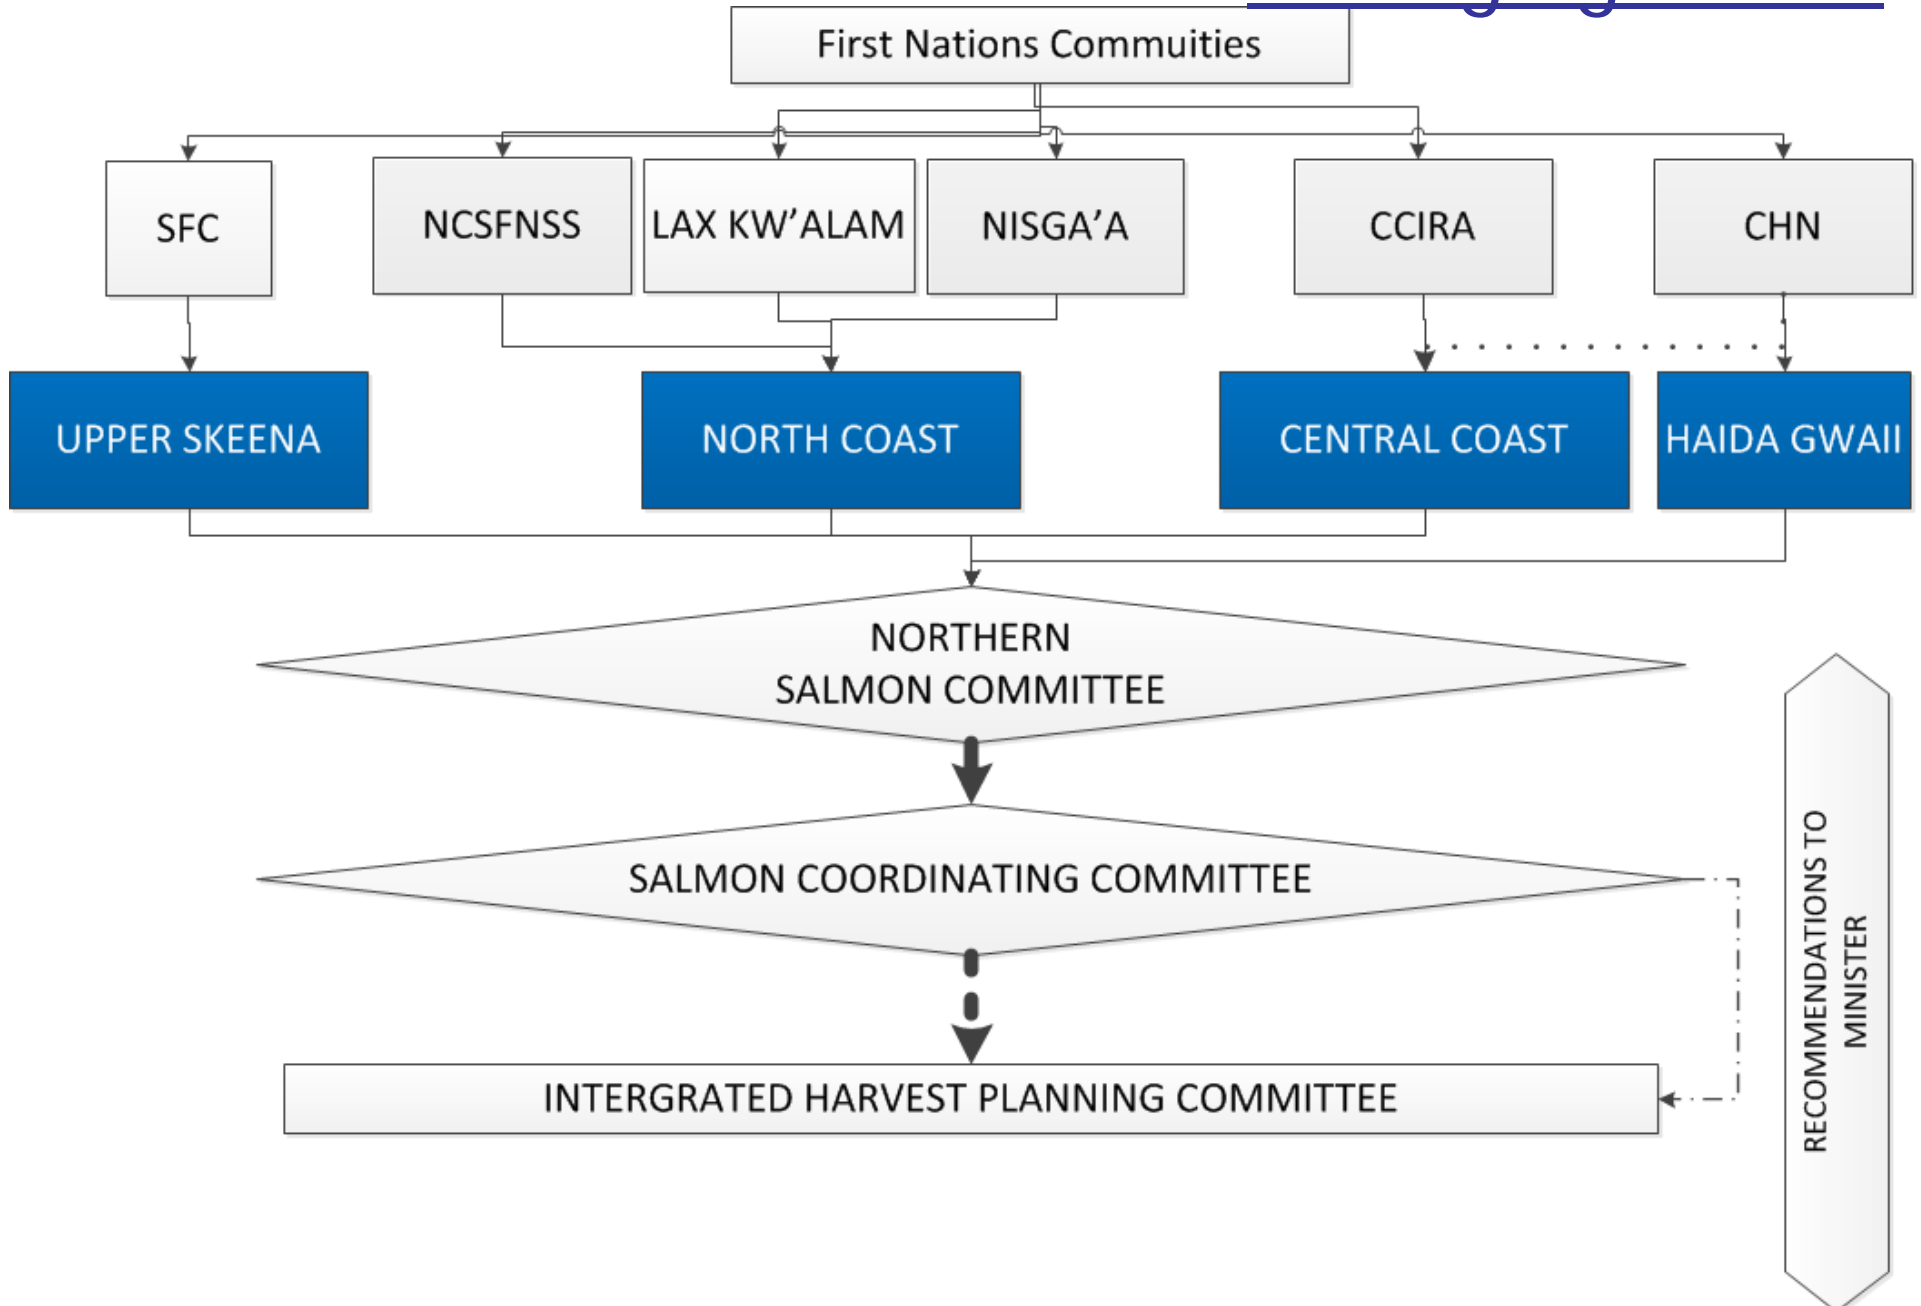 First Nations Commuities
SFC
NCSFNSS
LAX KW'ALAM
NISGA'A
CCIRA
CHN
UPPER SKEENA
NORTH COAST
CENTRAL COAST
HAIDA GWAII
NORTHERN
SALMON COMMITTEE
SALMON COORDINATING COMMITTEE
INTERGRATED HARVEST PLANNING COMMITTEE
RECOMMENDATIONS TO
MINISTER